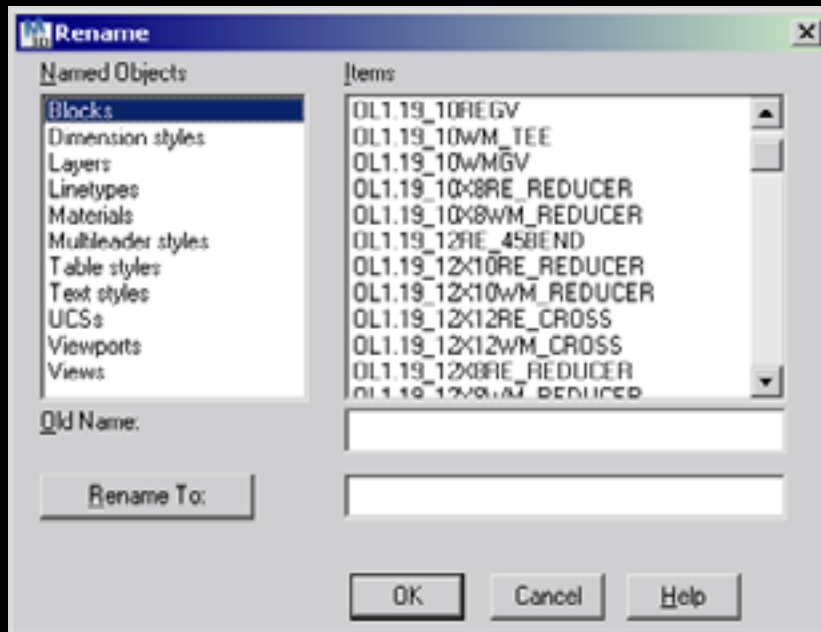 Rename
Named Objects
Items
Blocks
Dimension styles
Layers
Linetypes
Materials
Multileader styles
Table styles
Text styles
UCSs
Viewports
Views
OL1.19_10REGV
OL1.19_10WM_TEE
OL1.19_10WMGV
OL1.19_10X8RE_REDUCER
OL1.19_10X8WM_REDUCER
OL1.19_12RE_45BEND
OL1.19_12X10RE_REDUCER
OL1.19_12X10WM_REDUCER
OL1.19_12X12RE_CROSS
OL1.19_12X12WM_CROSS
OL1.19_12X8RE_REDUCER
OL1.19_12X8WM_REDUCER
Old Name:
Rename To:
OK
Cancel
Help